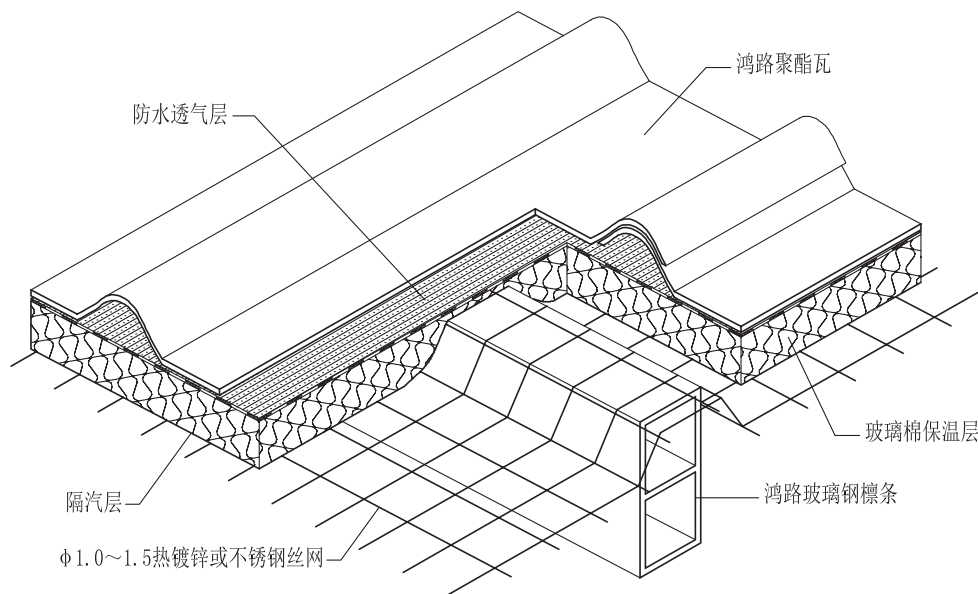 鸿路聚酯瓦
防水透气层
玻璃棉保温层
隔汽层
鸿路玻璃钢檩条
φ1.0～1.5热镀锌或不锈钢丝网